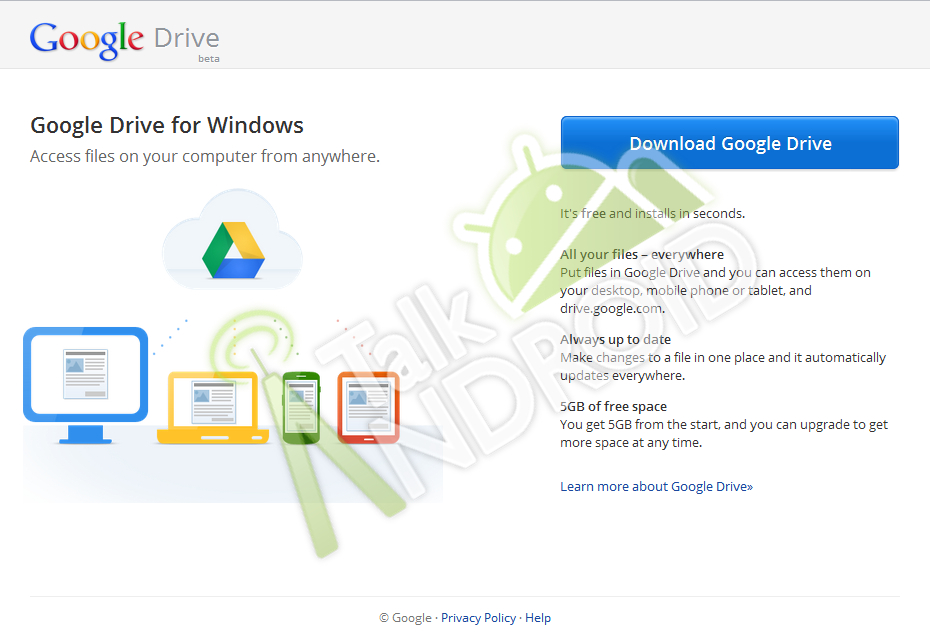 Google Drive
beta
Google Drive for Windows
Access files on your computer from anywhere.
Download Google Drive
It's free and installs in seconds.
All your files – everywhere
Put files in Google Drive and you can access them on
your desktop, mobile phone or tablet, and
drive.google.com.
Always up to date
Make changes to a file in one place and it automatically
updates everywhere.
5GB of free space
You get 5GB from the start, and you can upgrade to get
more space at any time.
Learn more about Google Drive»
Talk
ANDROID
© Google · Privacy Policy · Help